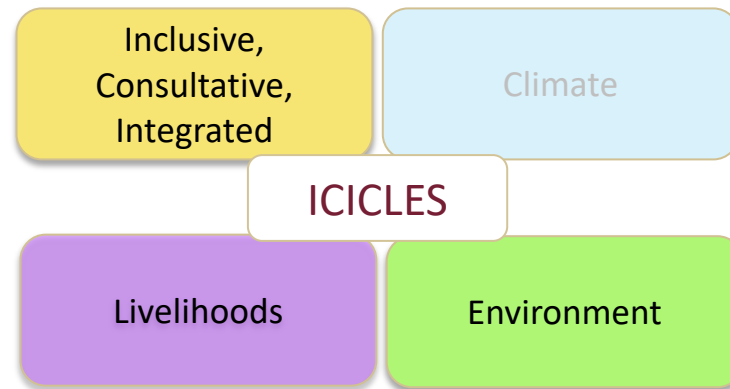 Inclusive,
Consultative,
Integrated
Climate
ICICLES
Livelihoods
Environment